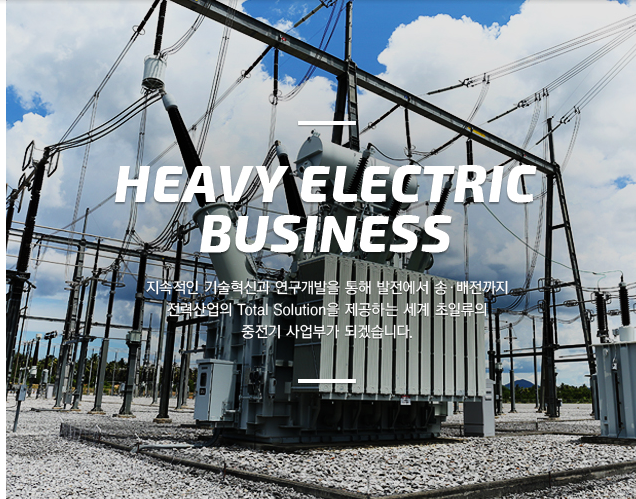 HEAVY ELECTRIC
BUSINESS
지속적인 기술혁신과 연구개발을 통해 발전에서 송·배전까지
전력산업의 Total Solution을 제공하는 세계 초일류의
중전기 사업부가 되겠습니다.